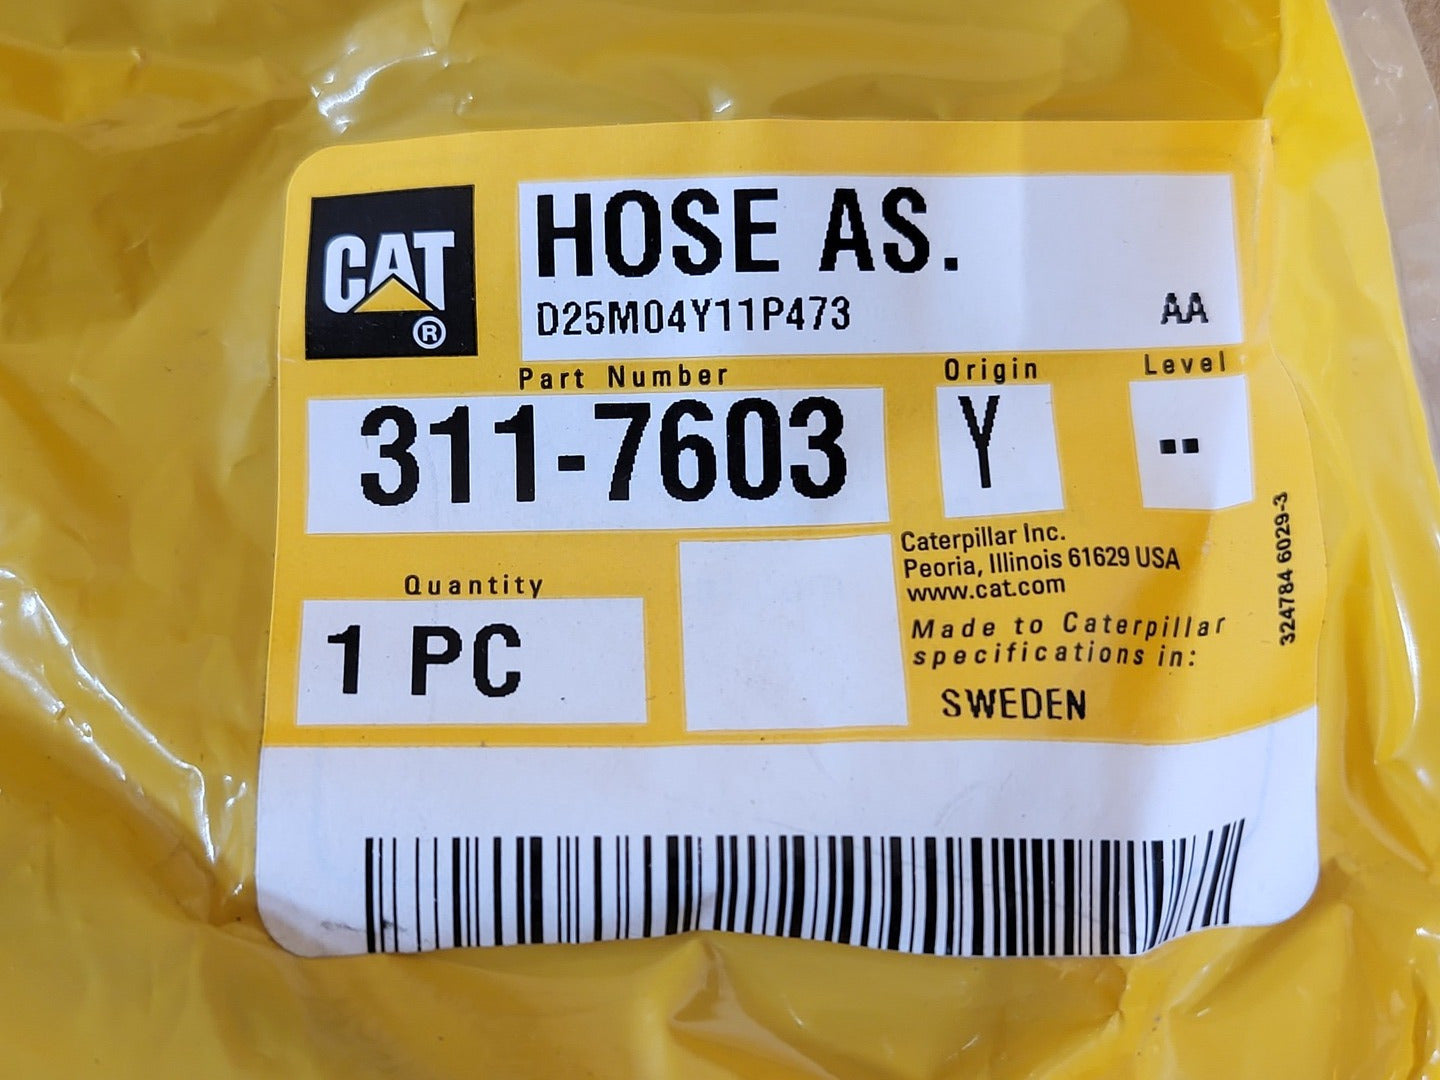 CAT
®
HOSE AS.
D25M04Y11P473 AA
Part Number Origin Level
311-7603 Y --
Caterpillar Inc.
Peoria, Illinois 61629 USA
www.cat.com
Quantity
1 PC
Made to Caterpillar
specifications in:
SWEDEN
324784 6029-3